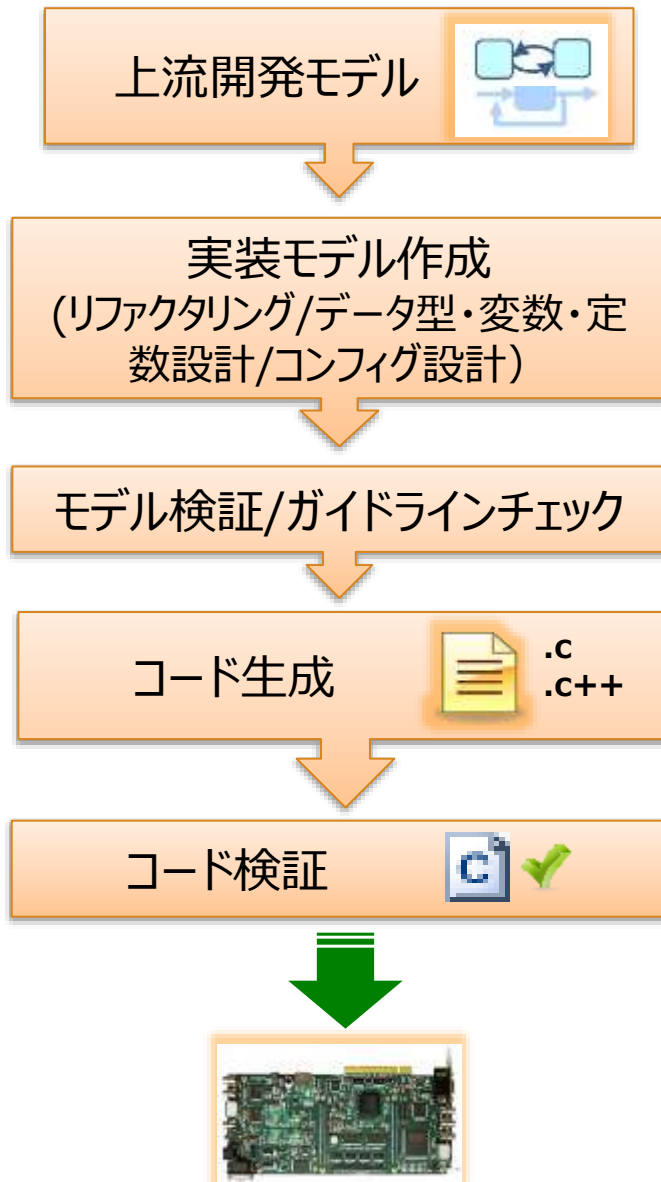 上流開発モデル
実装モデル作成
(リファクタリング/データ型・変数・定
数設計/コンフィグ設計）
モデル検証/ガイドラインチェック
コード生成
.c
.c++
コード検証
C